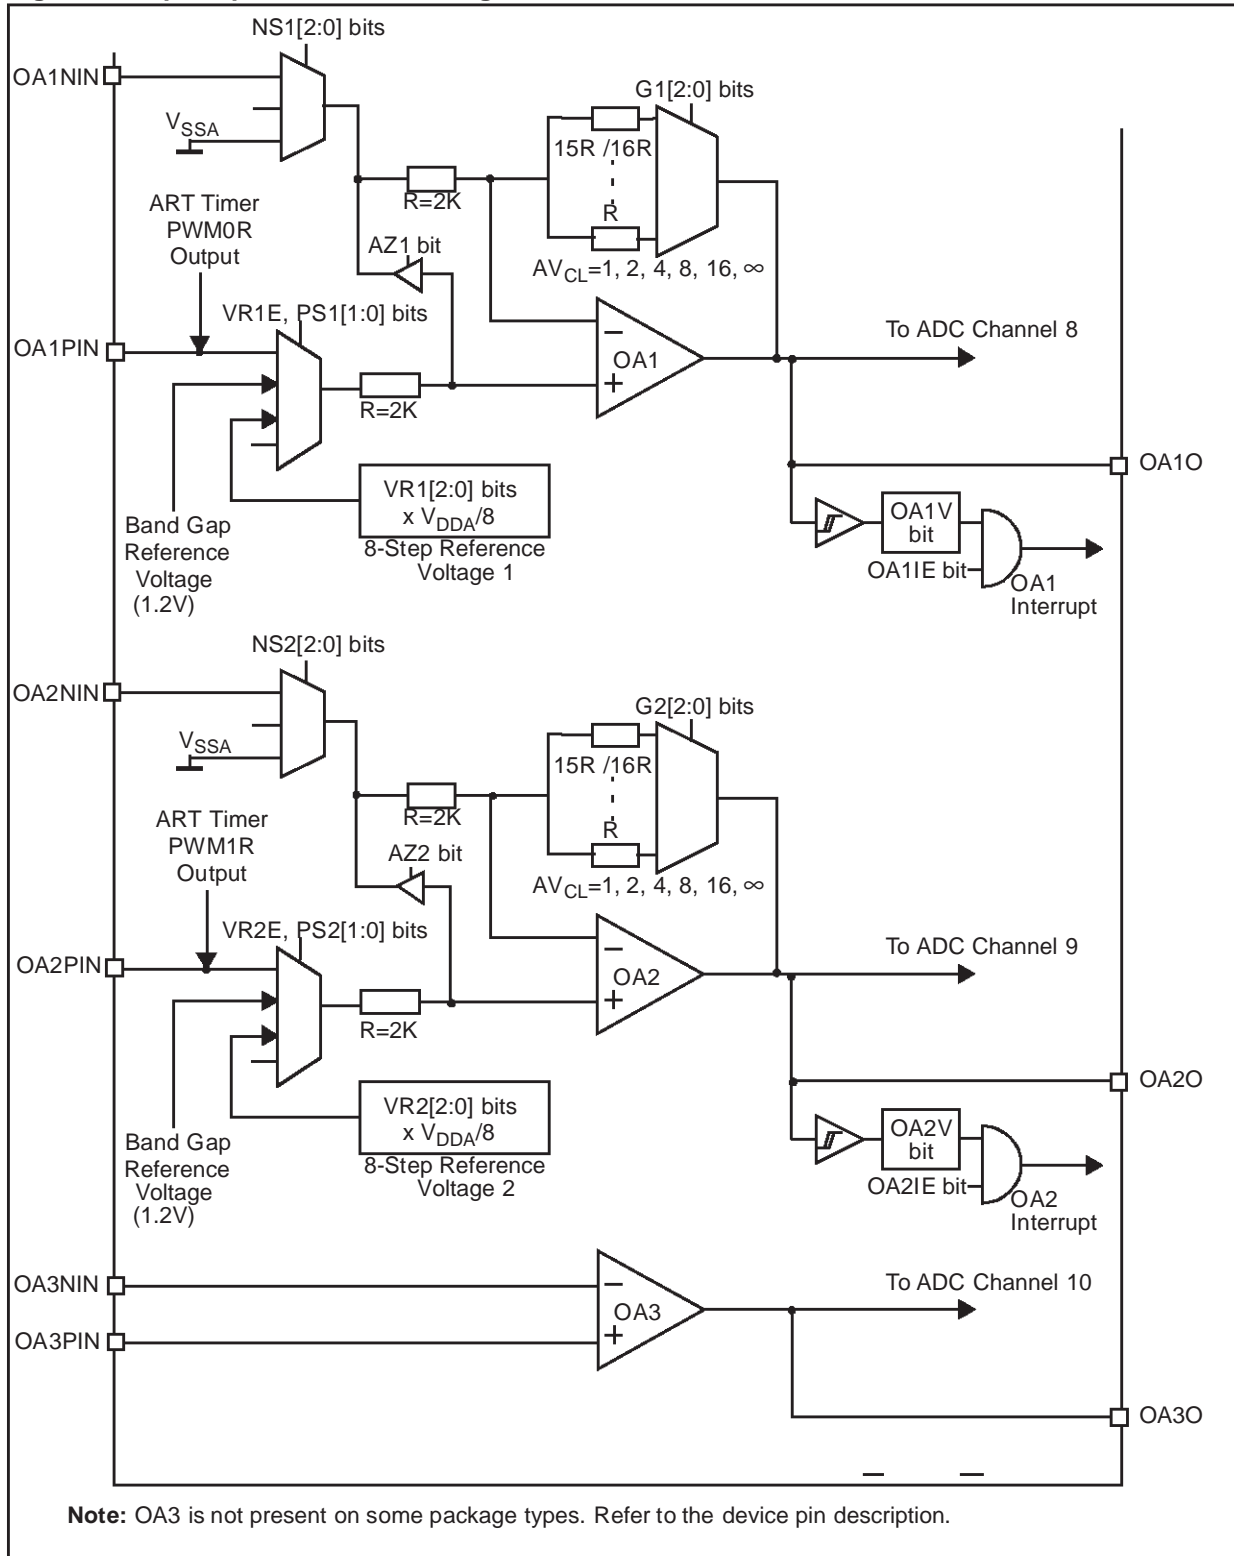 NS1[2:0] bits
OA1NIN
G1[2:0] bits
VSSA
15R /16R
ART Timer
PWM0R
Output
R=2K
R
AZ1 bit
AVCL=1, 2, 4, 8, 16, ∞
VR1E, PS1[1:0] bits
To ADC Channel 8
OA1PIN
−
OA1
+
R=2K
OA1O
VR1[2:0] bits
x VDDA/8
8-Step Reference
Voltage 1
Band Gap
Reference
Voltage
(1.2V)
OA1V
bit
OA1IE bit
OA1
Interrupt
NS2[2:0] bits
OA2NIN
G2[2:0] bits
VSSA
15R /16R
ART Timer
PWM1R
Output
R=2K
R
AZ2 bit
AVCL=1, 2, 4, 8, 16, ∞
VR2E, PS2[1:0] bits
To ADC Channel 9
OA2PIN
−
OA2
+
R=2K
OA2O
VR2[2:0] bits
x VDDA/8
8-Step Reference
Voltage 2
Band Gap
Reference
Voltage
(1.2V)
OA2V
bit
OA2IE bit
OA2
Interrupt
OA3NIN
To ADC Channel 10
−
OA3
+
OA3PIN
OA3O
Note: OA3 is not present on some package types. Refer to the device pin description.